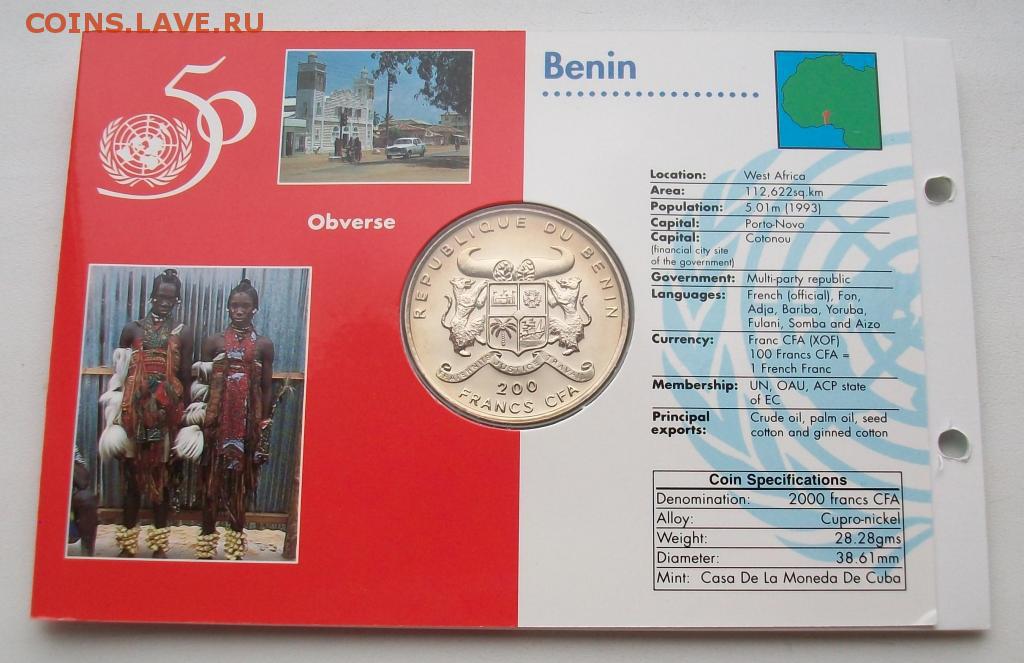 COINS.LAVE.RU
50
Obverse
Benin
Location: West Africa
Area: 112,622sq.km
Population: 5.01m (1993)
Capital: Porto-Novo
Capital: Cotonou
(financial city site
of the government)
Government: Multi-party republic
Languages: French (official), Fon,
Adja, Bariba, Yoruba,
Fulani, Somba and Aizo
Currency: Franc CFA (XOF)
100 Francs CFA =
1 French Franc
Membership: UN, OAU, ACP state
of EC
Principal
exports: Crude oil, palm oil, seed
cotton and ginned cotton
REPUBLIQUE DU BENIN
JUSTICE TRAVAIL
200
FRANCS CFA
Coin Specifications
Denomination: 2000 francs CFA
Alloy: Cupro-nickel
Weight: 28.28gms
Diameter: 38.61mm
Mint: Casa De La Moneda De Cuba